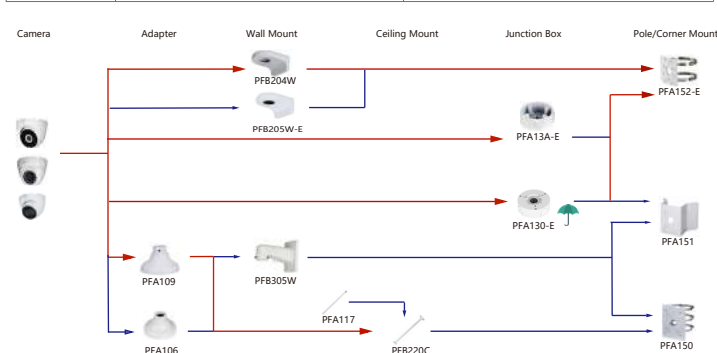 Camera Adapter Wall Mount Ceiling Mount Junction Box Pole/Corner Mount
PFB204W
PFA152-E
PFB205W-E
PFA13A-E
PFA130-E
PFA151
PFA109
PFB305W
PFA117
PFA106
PFB220C
PFA150